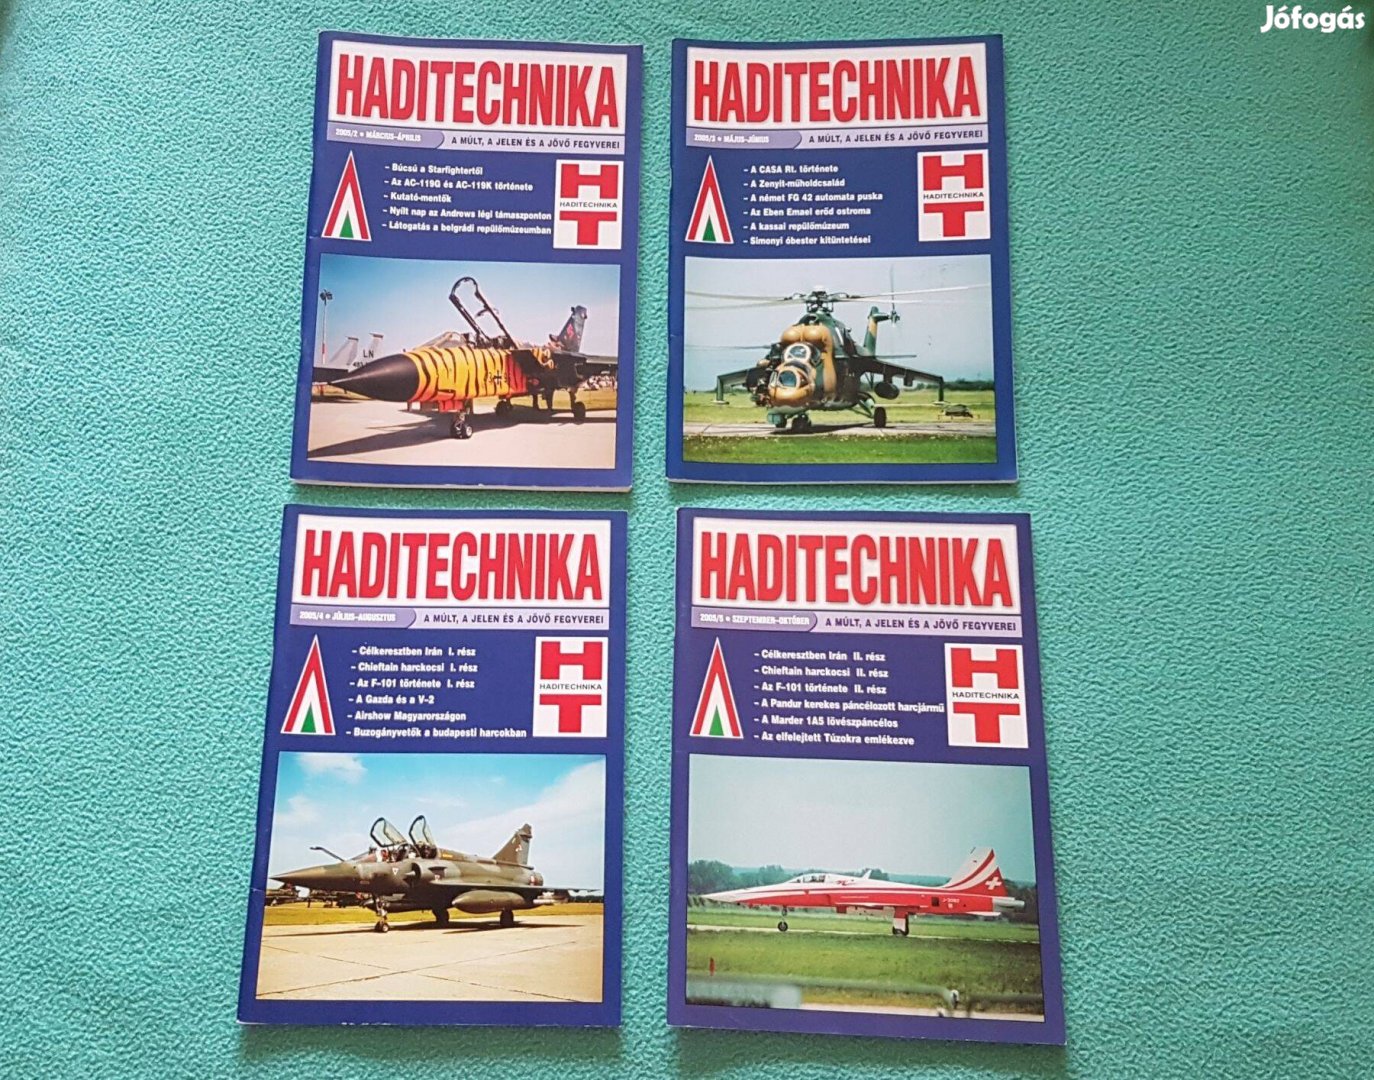 Jófogás
HADITECHNIKA
2005/2 • MÁRCIUS-ÁPRILIS
A MÚLT, A JELEN ÉS A JÖVŐ FEGYVEREI
– Búcsú a Starfightertől
– Az AC–119G és AC–119K története
– Kutató-mentők
– Nyílt nap az Andrews légi támaszponton
– Látogatás a belgrádi repülőmúzeumban
HT
HADITECHNIKA
LN
HADITECHNIKA
2005/3 • MÁJUS-JÚNIUS
A MÚLT, A JELEN ÉS A JÖVŐ FEGYVEREI
– A CASA Rt. története
– A Zenyit-műholdcsalád
– A német FG 42 automata puska
– Az Eben Emael erőd ostroma
– A kassai repülőmúzeum
– Simonyi óbester kitüntetései
HT
HADITECHNIKA
HADITECHNIKA
2005/4 • JÚLIUS-AUGUSZTUS
A MÚLT, A JELEN ÉS A JÖVŐ FEGYVEREI
– Célkeresztben Irán I. rész
– Chieftain harckocsi I. rész
– Az F–101 története I. rész
– A Gazda és a V–2
– Airshow Magyarországon
– Buzogányvetők a budapesti harcokban
HT
HADITECHNIKA
HADITECHNIKA
2005/5 • SZEPTEMBER-OKTÓBER
A MÚLT, A JELEN ÉS A JÖVŐ FEGYVEREI
– Célkeresztben Irán II. rész
– Chieftain harckocsi II. rész
– Az F–101 története II. rész
– A Pandur kerekes páncélozott harcjármű
– A Marder 1A5 lövészpáncélos
– Az elfelejtett Túzokra emlékezve
HT
HADITECHNIKA